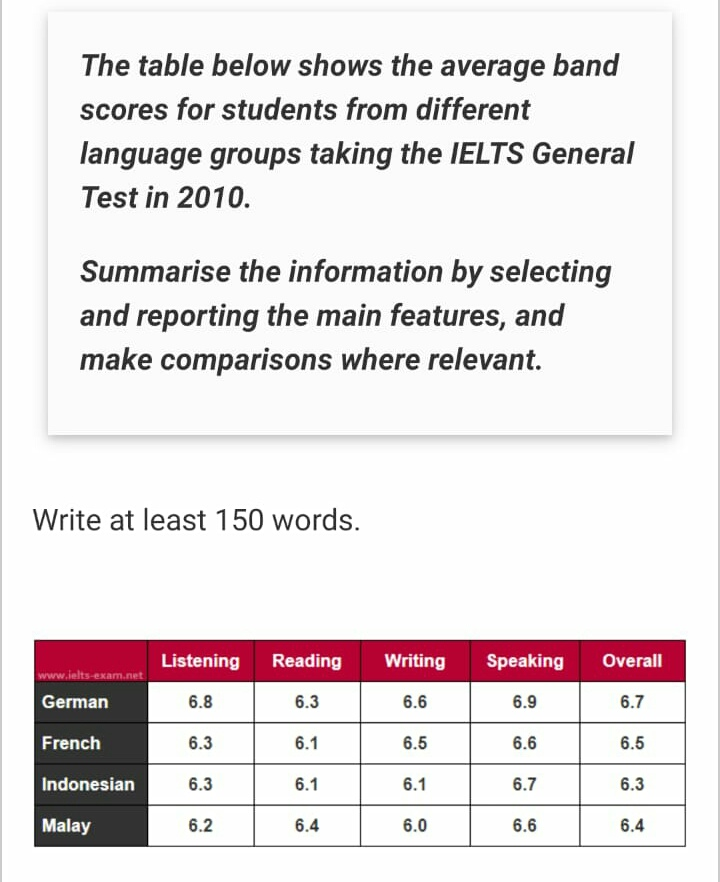 The table below shows the average band
scores for students from different
language groups taking the IELTS General
Test in 2010.
Summarise the information by selecting
and reporting the main features, and
make comparisons where relevant.
Write at least 150 words.
www.ielts-exam.net Listening Reading Writing Speaking Overall
German 6.8 6.3 6.6 6.9 6.7
French 6.3 6.1 6.5 6.6 6.5
Indonesian 6.3 6.1 6.1 6.7 6.3
Malay 6.2 6.4 6.0 6.6 6.4